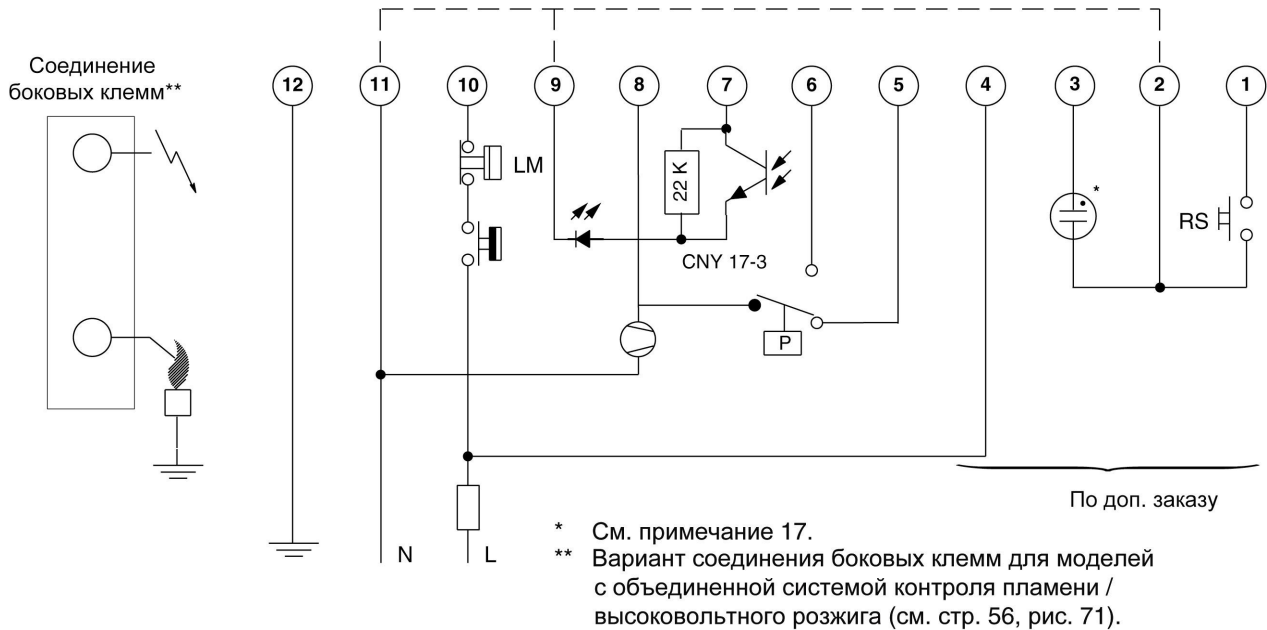 Соединение
боковых клемм**
12 11 10 9 8 7 6 5 4 3 2 1
LM
22 K
*
RS
CNY 17-3
P
По доп. заказу
N L
* См. примечание 17.
** Вариант соединения боковых клемм для моделей
с объединенной системой контроля пламени /
высоковольтного розжига (см. стр. 56, рис. 71).